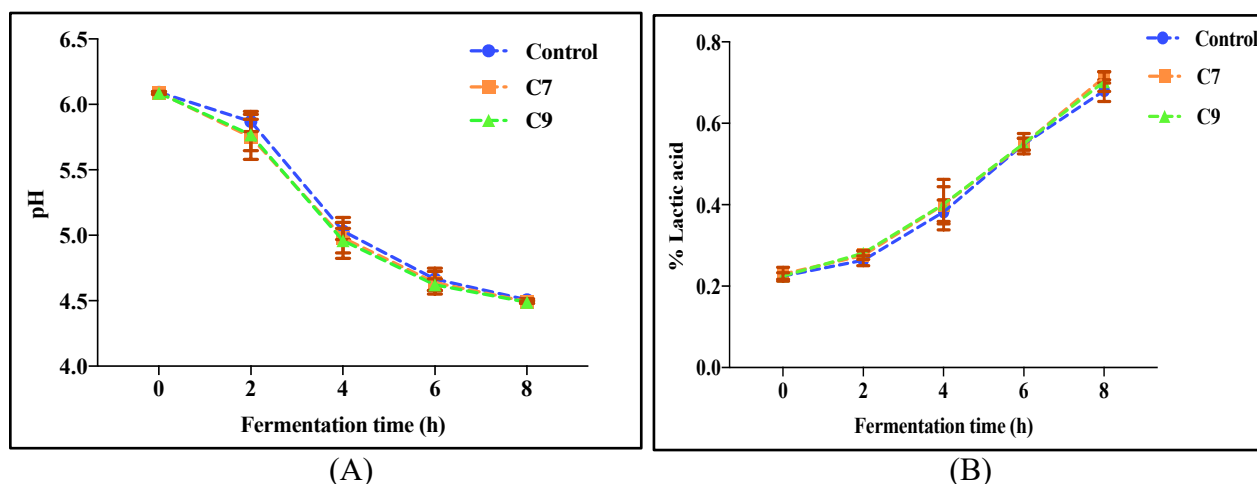 6.5
6.0
5.5
5.0
4.5
4.0
pH
0 2 4 6 8
Fermentation time (h)
Control
C7
C9
(A)
0.8
0.6
0.4
0.2
0.0
% Lactic acid
0 2 4 6 8
Fermentation time (h)
Control
C7
C9
(B)